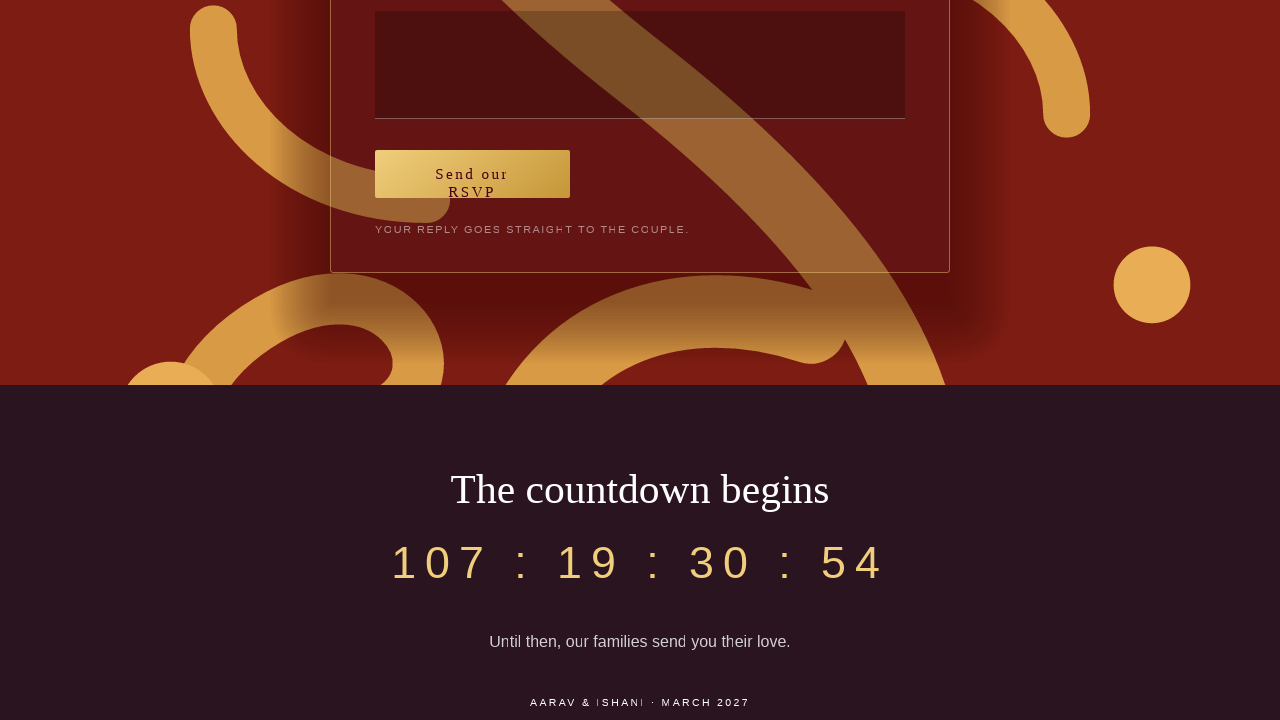 Send our
RSVP
YOUR REPLY GOES STRAIGHT TO THE COUPLE.
The countdown begins
107 : 19 : 30 : 54
Until then, our families send you their love.
AARAV & ISHANI · MARCH 2027